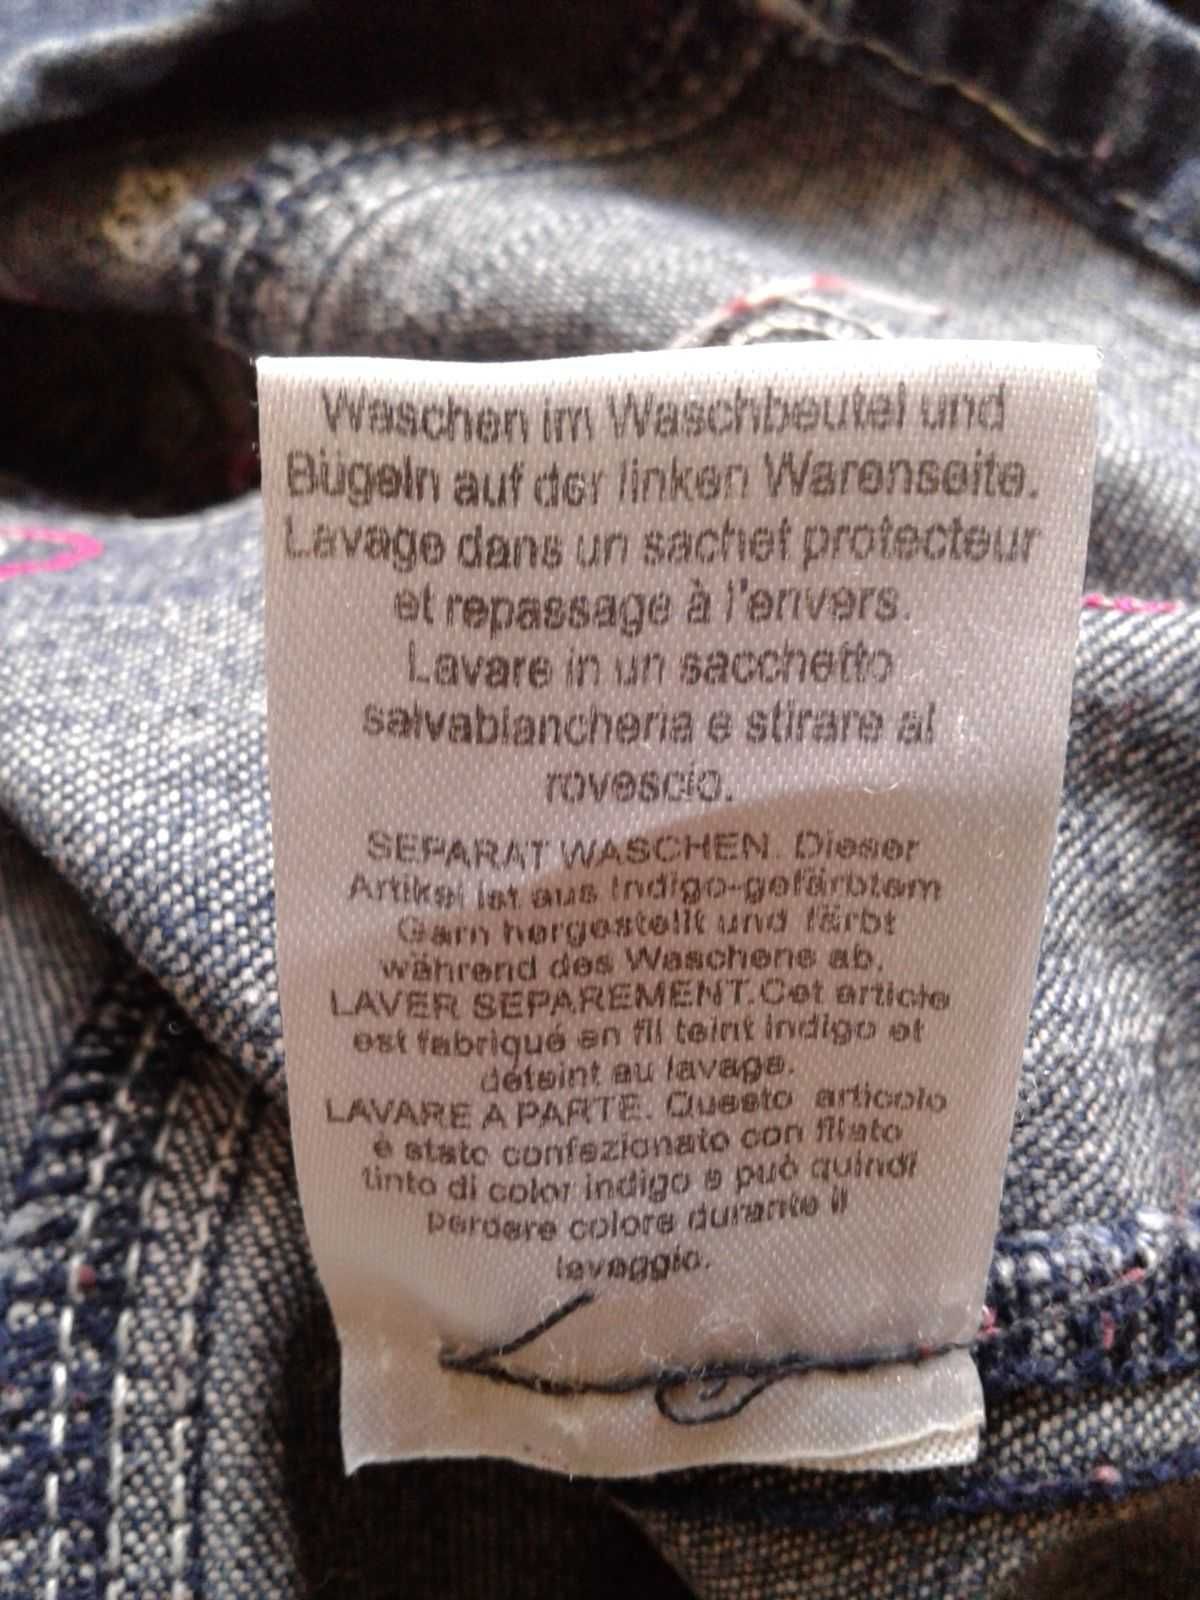 Waschen im Waschbeutel und
Bügeln auf der linken Warenseite.
Lavage dans un sachet protecteur
et repassage à l'envers.
Lavare in un sacchetto
salvabiancheria e stirare al
rovescio.
SEPARAT WASCHEN. Dieser
Artikel ist aus Indigo-gefärbtem
Garn hergestellt und färbt
während des Waschens ab.
LAVER SEPAREMENT.Cet article
est fabriqué en fil teint indigo et
déteint au lavage.
LAVARE A PARTE. Questo articolo
è stato confezionato con filato
tinto di color indigo e può quindi
perdere colore durante il
lavaggio.